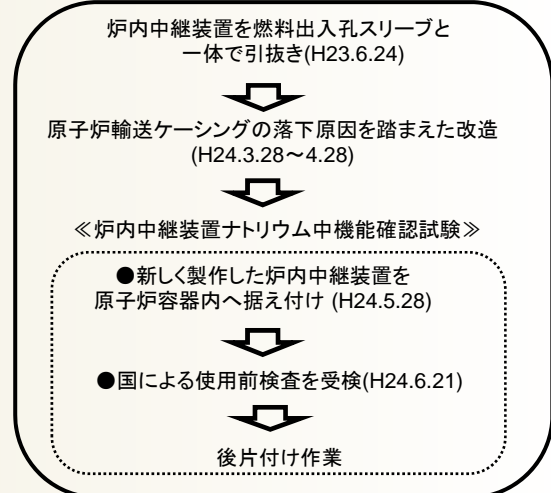 炉内中継装置を燃料出入孔スリーブと
一体で引抜き(H23.6.24)
原子炉輸送ケーシングの落下原因を踏まえた改造
(H24.3.28～4.28)
≪炉内中継装置ナトリウム中機能確認試験≫
●新しく製作した炉内中継装置を
原子炉容器内へ据え付け (H24.5.28)
●国による使用前検査を受検(H24.6.21)
後片付け作業